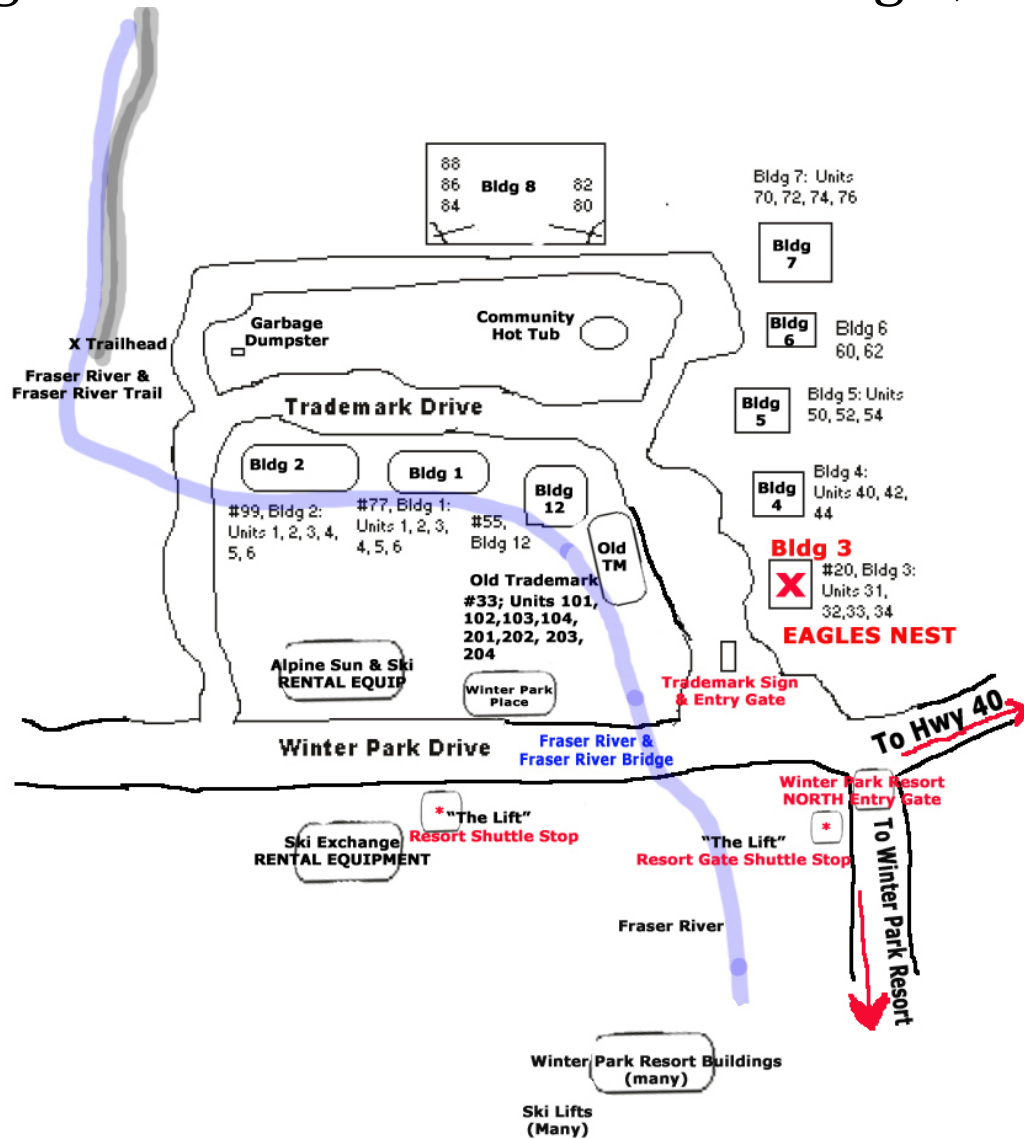 88
86
84
Bldg 8
82
80
Bldg 7: Units
70, 72, 74, 76
Bldg
7
Garbage
Dumpster
Community
Hot Tub
Bldg
6
Bldg 6
60, 62
X Trailhead
Fraser River &
Fraser River Trail
Trademark Drive
Bldg
5
Bldg 5: Units
50, 52, 54
Bldg 2
Bldg 1
Bldg
12
Bldg
4
Bldg 4:
Units 40, 42,
44
#99, Bldg 2:
Units 1, 2, 3, 4,
5, 6
#77, Bldg 1:
Units 1, 2, 3,
4, 5, 6
#55,
Bldg 12
Old
TM
Bldg 3
X
#20, Bldg 3:
Units 31,
32,33, 34
EAGLES NEST
Old Trademark
#33; Units 101,
102,103,104,
201,202, 203,
204
Alpine Sun & Ski
RENTAL EQUIP
Winter Park
Place
Trademark Sign
& Entry Gate
To Hwy 40
Winter Park Drive
Fraser River &
Fraser River Bridge
Winter Park Resort
NORTH Entry Gate
* "The Lift"
Resort Shuttle Stop
Ski Exchange
RENTAL EQUIPMENT
*
"The Lift"
Resort Gate Shuttle Stop
To Winter Park Resort
Fraser River
Winter Park Resort Buildings
(many)
Ski Lifts
(Many)